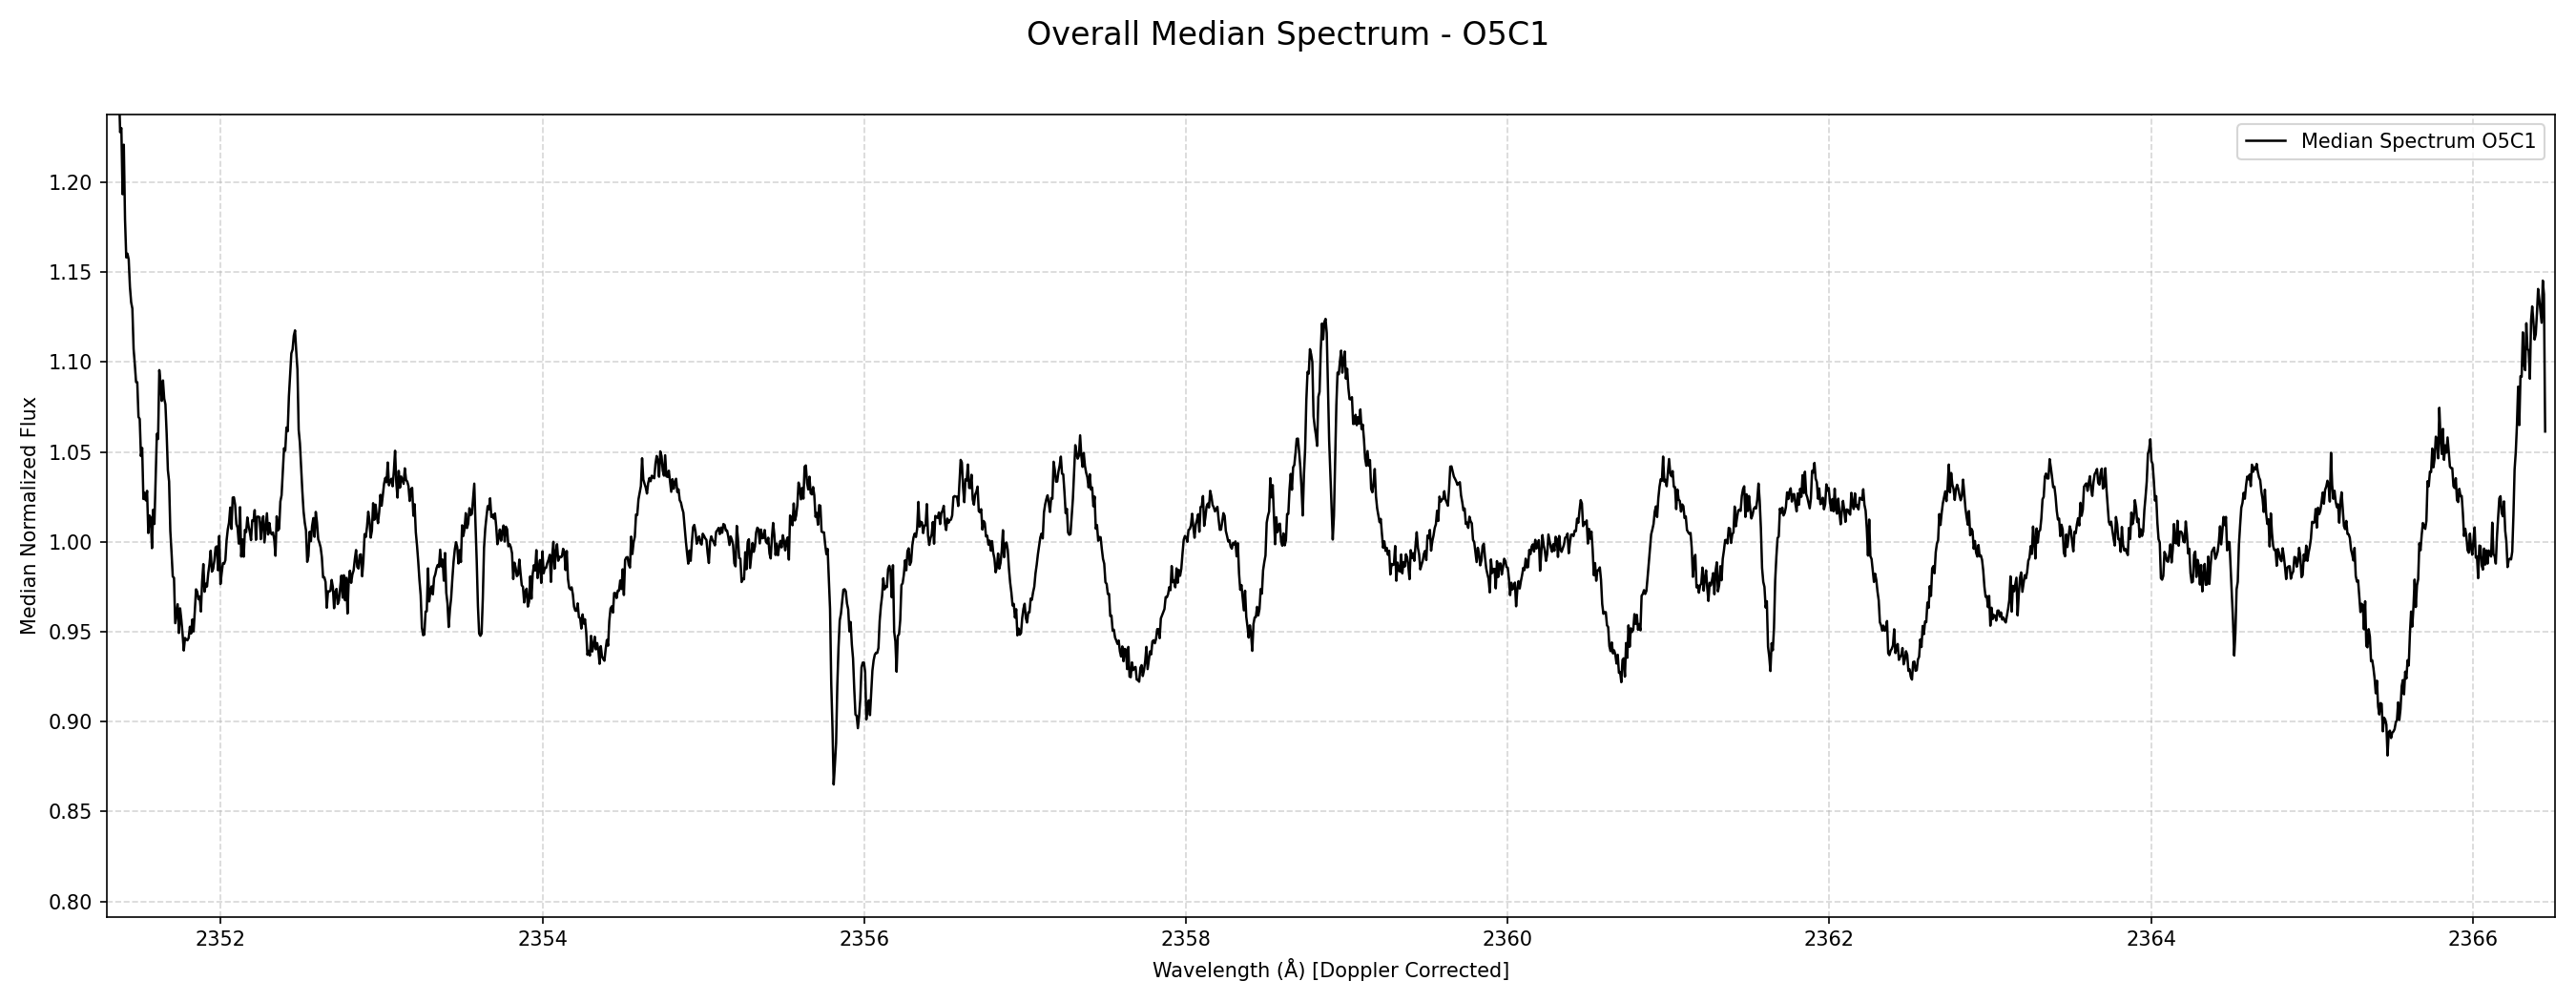 Overall Median Spectrum - O5C1
Median Spectrum O5C1
Median Normalized Flux
1.20
1.15
1.10
1.05
1.00
0.95
0.90
0.85
0.80
2352 2354 2356 2358 2360 2362 2364 2366
Wavelength (Å) [Doppler Corrected]